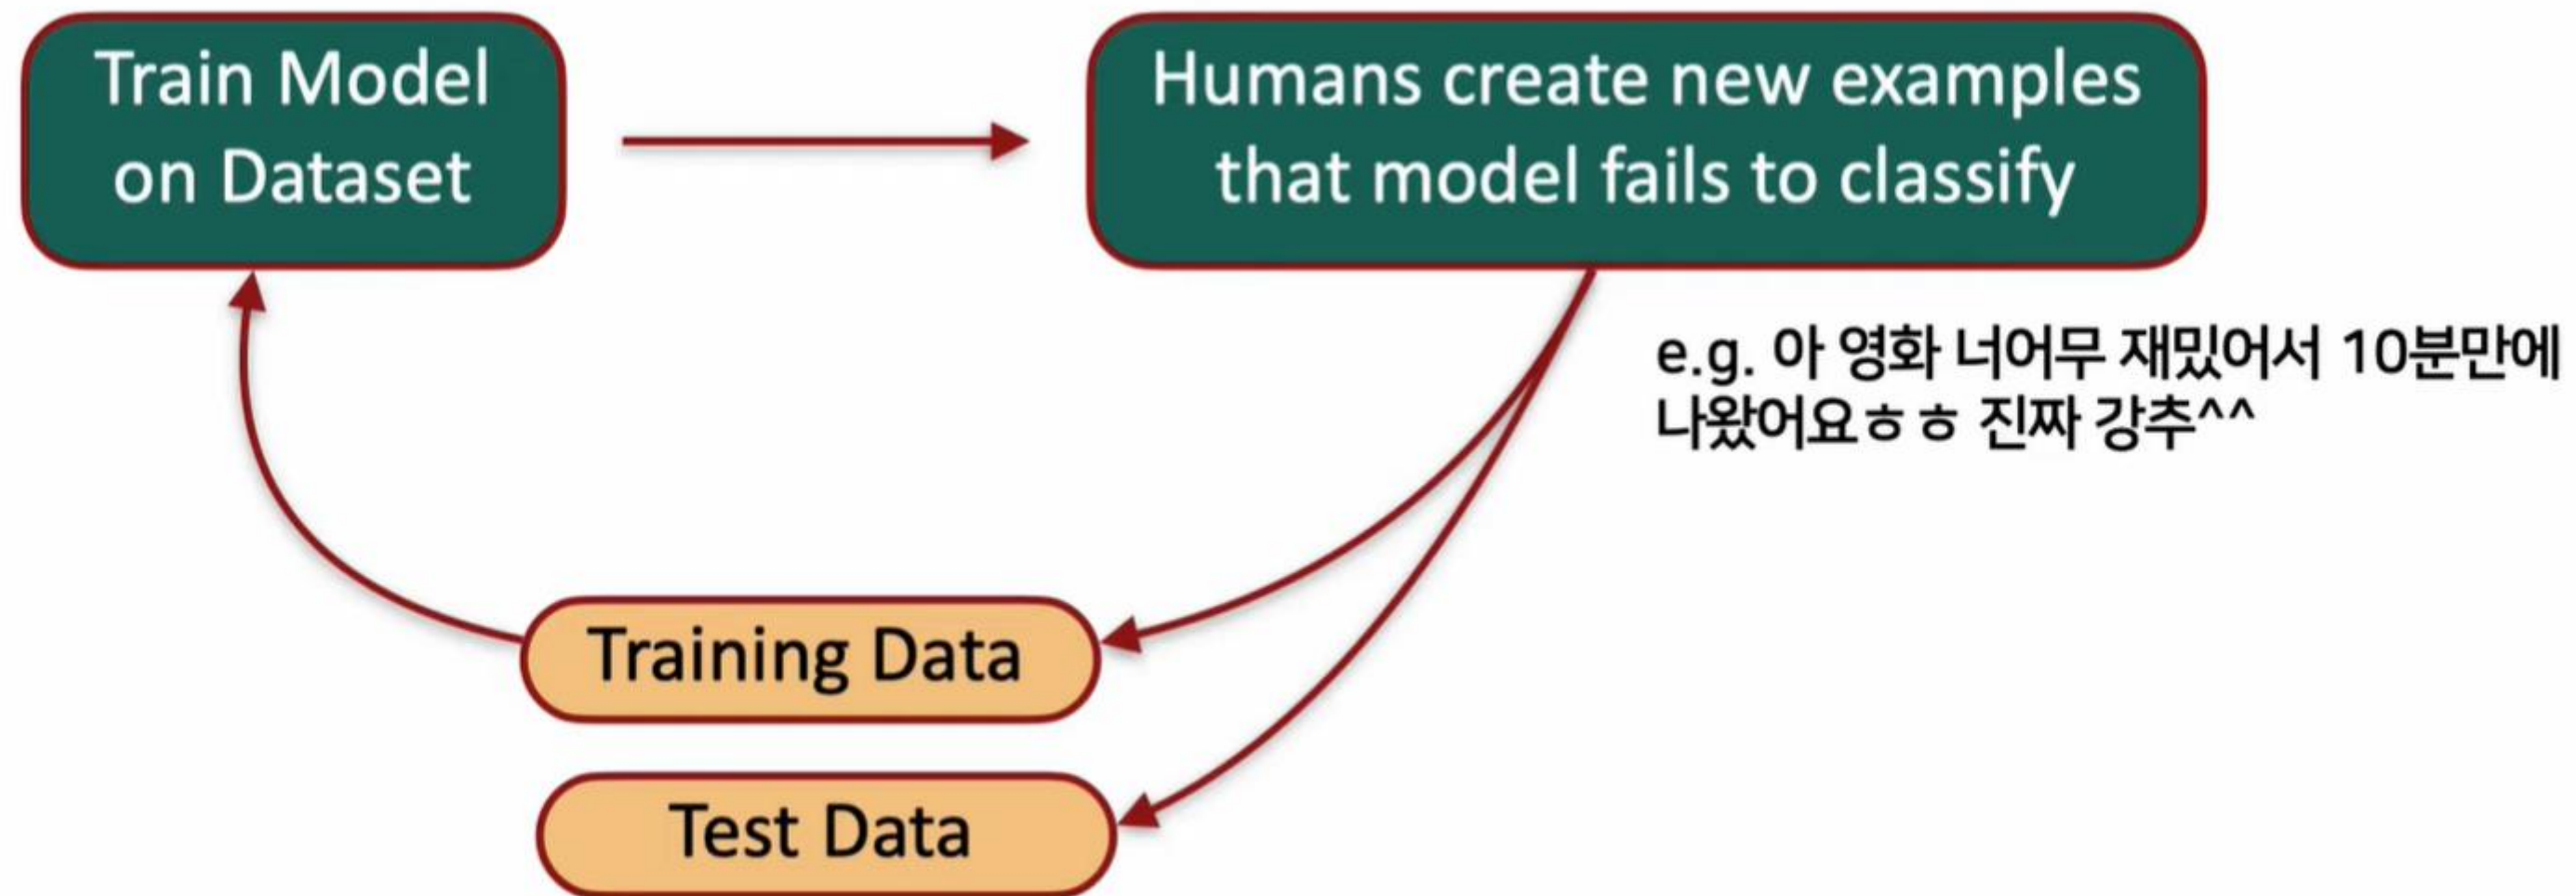 Train Model
on Dataset
Humans create new examples
that model fails to classify
e.g. 아 영화 너어무 재밌어서 10분만에
나왔어요ㅎㅎ 진짜 강추^^
Training Data
Test Data